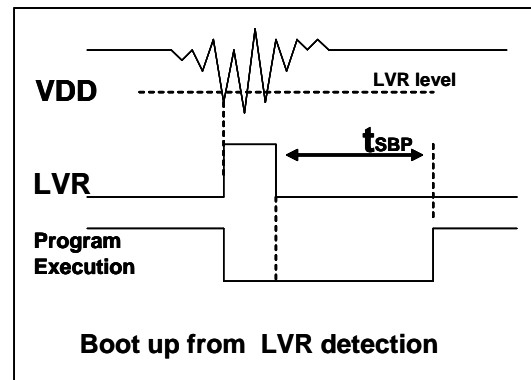 LVR level
VDD
tSBP
LVR
Program
Execution
Boot up from LVR detection